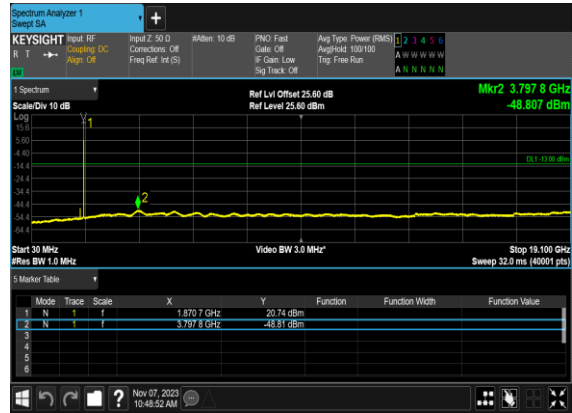 Spectrum Analyzer 1
Swept SA
+
KEYSIGHT Input: RF Input Z: 50 Ω #Atten: 10 dB PNO: Fast Avg Type: Power (RMS) 1 2 3 4 5 6
R T Coupling: DC Corrections: Off Gate: Off Avg|Hold: 100/100 A W W W W W
Align: Off Freq Ref: Int (S) IF Gain: Low Trig: Free Run
Sig Track: Off A N N N N N
1 Spectrum Ref Lvl Offset 25.60 dB Mkr2 3.797 8 GHz
Scale/Div 10 dB Ref Level 25.60 dBm -48.807 dBm
Log
15.6 1
5.60
-4.40
-14.4 DL1 -13.00 dBm
-24.4
-34.4
-44.4 2
-54.4
-64.4
Start 30 MHz Video BW 3.0 MHz* Stop 19.100 GHz
#Res BW 1.0 MHz Sweep 32.0 ms (40001 pts)
5 Marker Table
Mode Trace Scale X Y Function Function Width Function Value
1 N 1 f 1.870 7 GHz 20.74 dBm
2 N 1 f 3.797 8 GHz -48.81 dBm
3
4
5
6
? Nov 07, 2023
10:48:52 AM